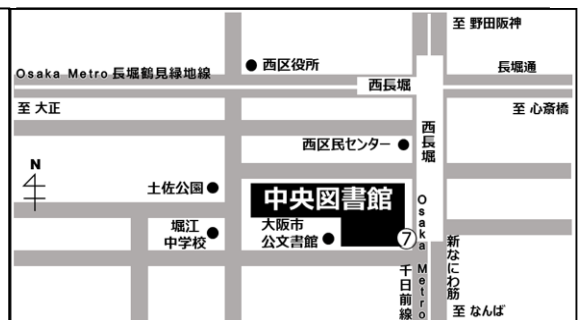 至 野田阪神
西区役所
長堀通
Osaka Metro 長堀鶴見緑地線
西長堀
至 大正
至 心斎橋
西長堀
西区民センター
N
土佐公園
中央図書館
堀江
中学校
大阪市
公文書館
⑦
Osaka Metro
千日前線
新なにわ筋
至 なんば